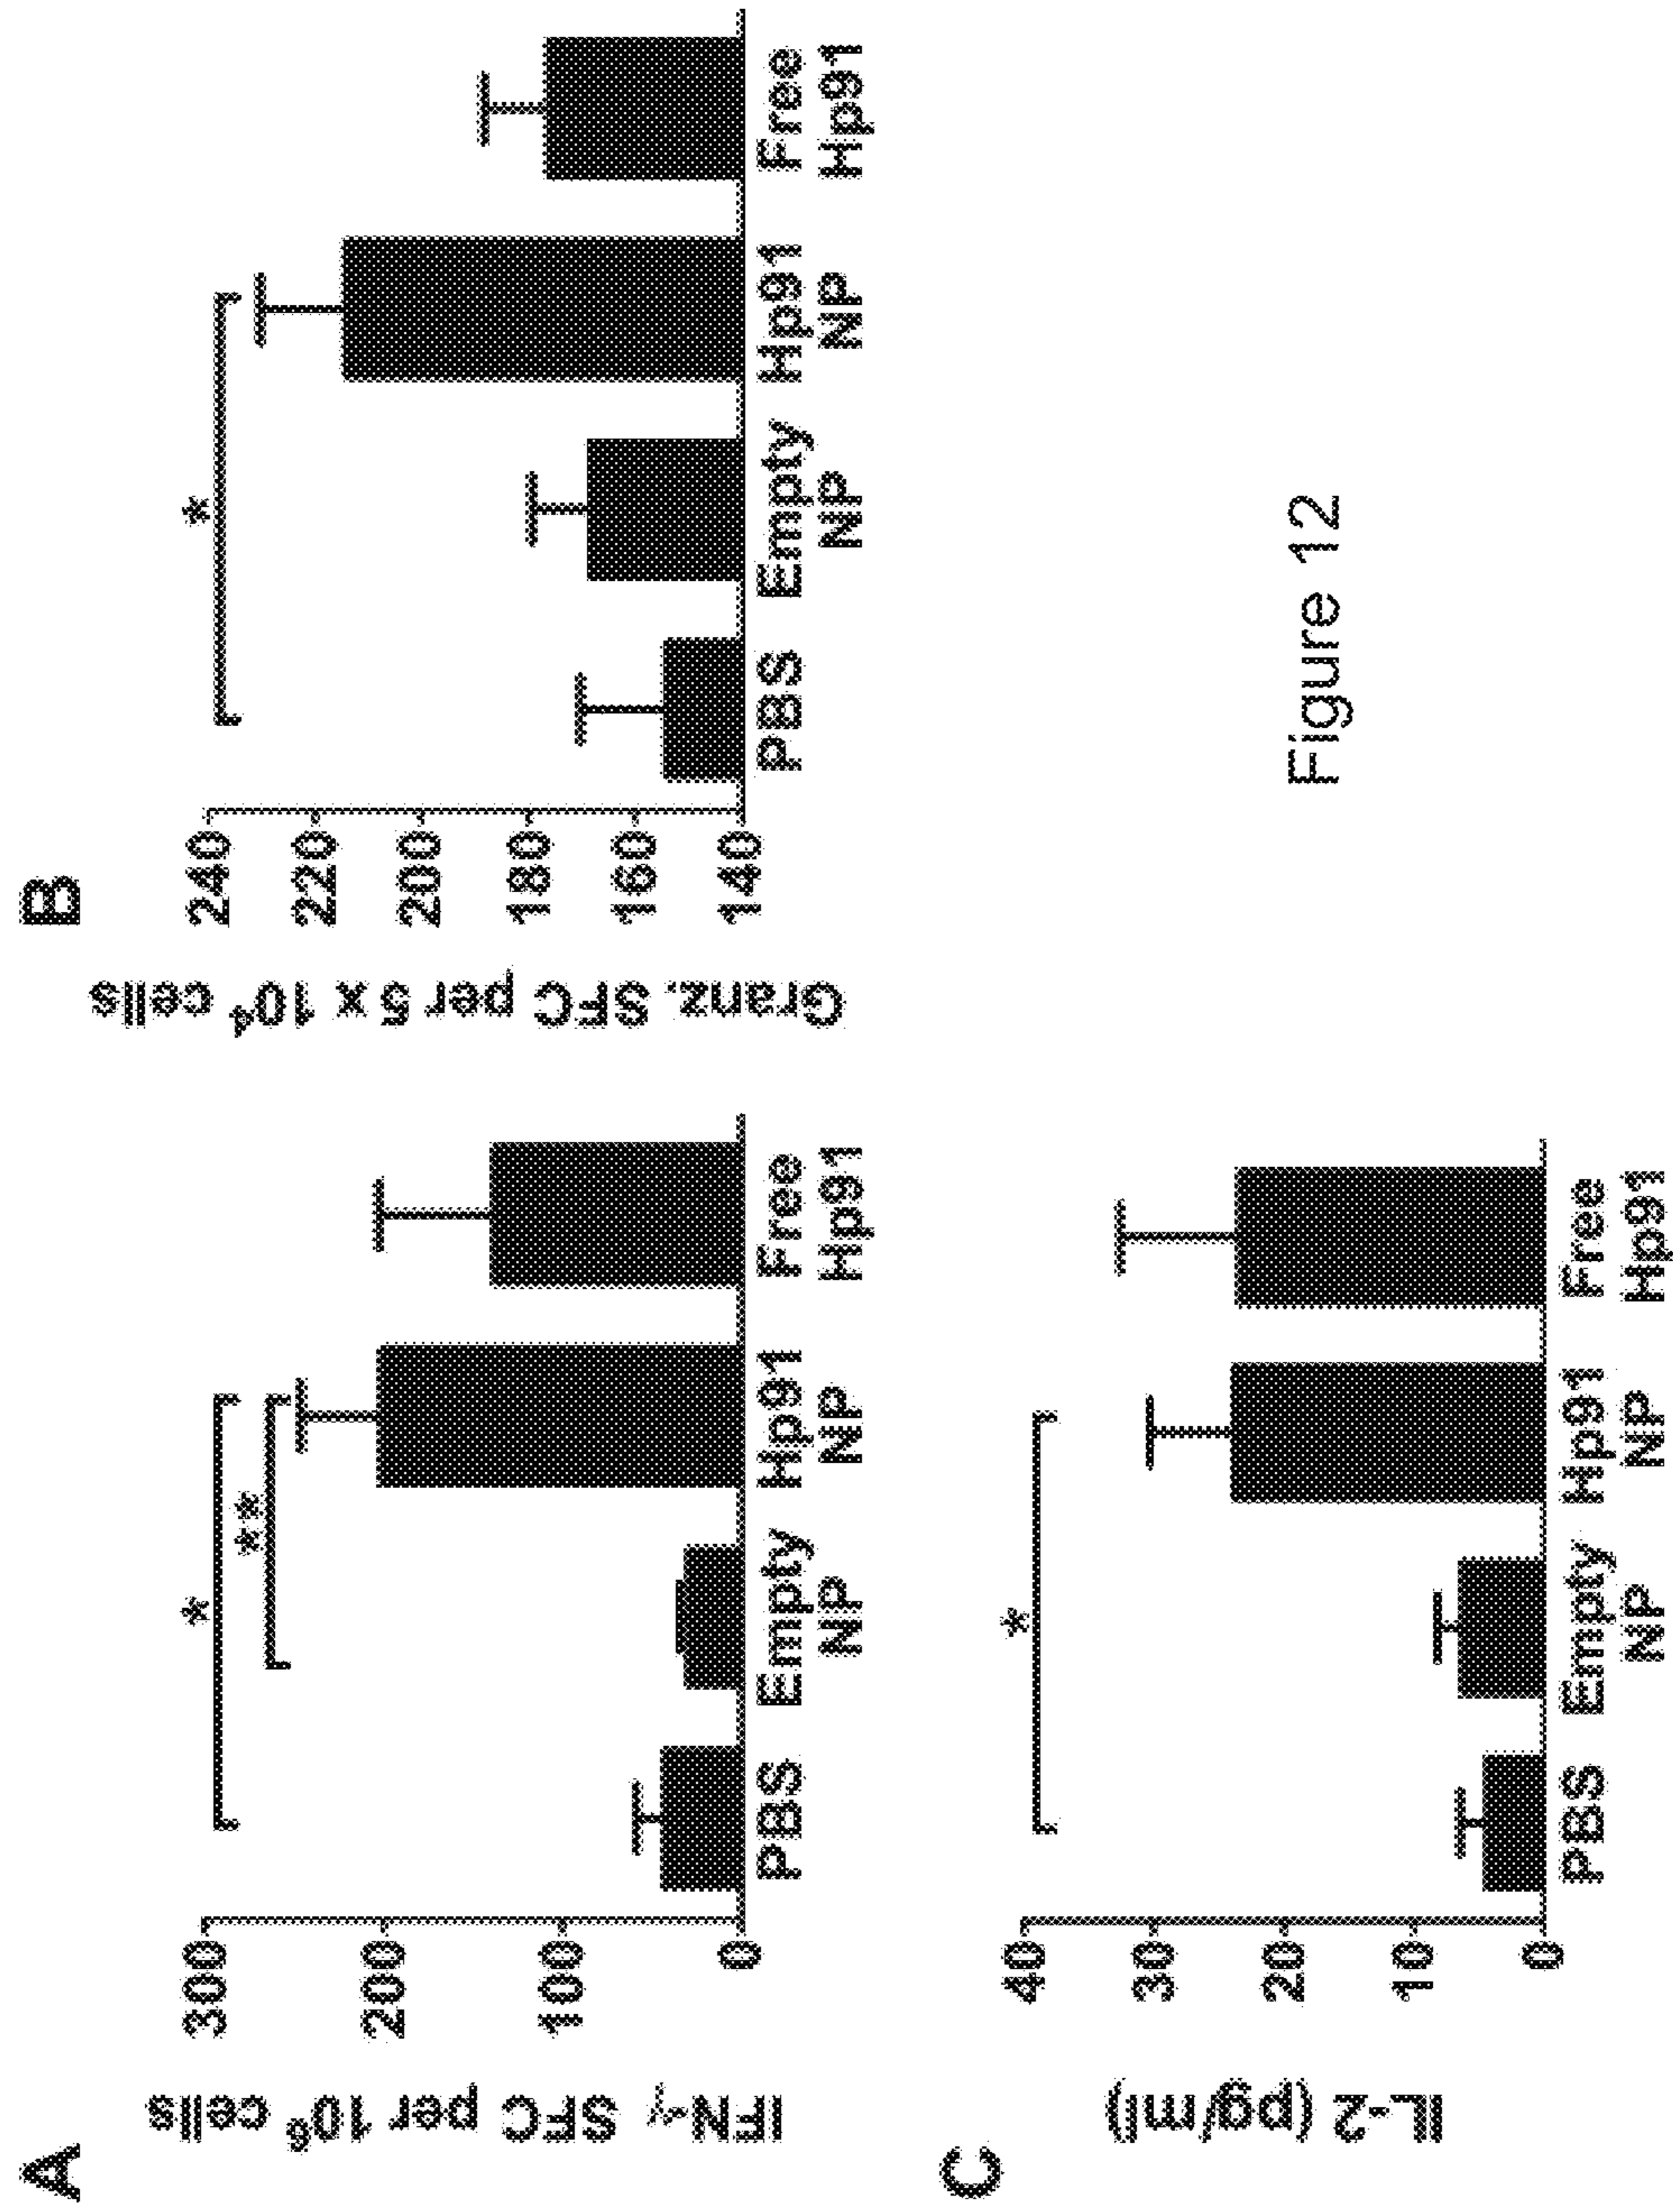 A
IFN-γ SFC per 10⁶ cells
300
200
100
0
*
**
PBS
Empty
NP
Hp91
NP
Free
Hp91
B
Granz. SFC per 5 x 10⁴ cells
240
220
200
180
160
140
*
PBS
Empty
NP
Hp91
NP
Free
Hp91
C
IL-2 (pg/ml)
40
30
20
10
0
*
PBS
Empty
NP
Hp91
NP
Free
Hp91
Figure 12